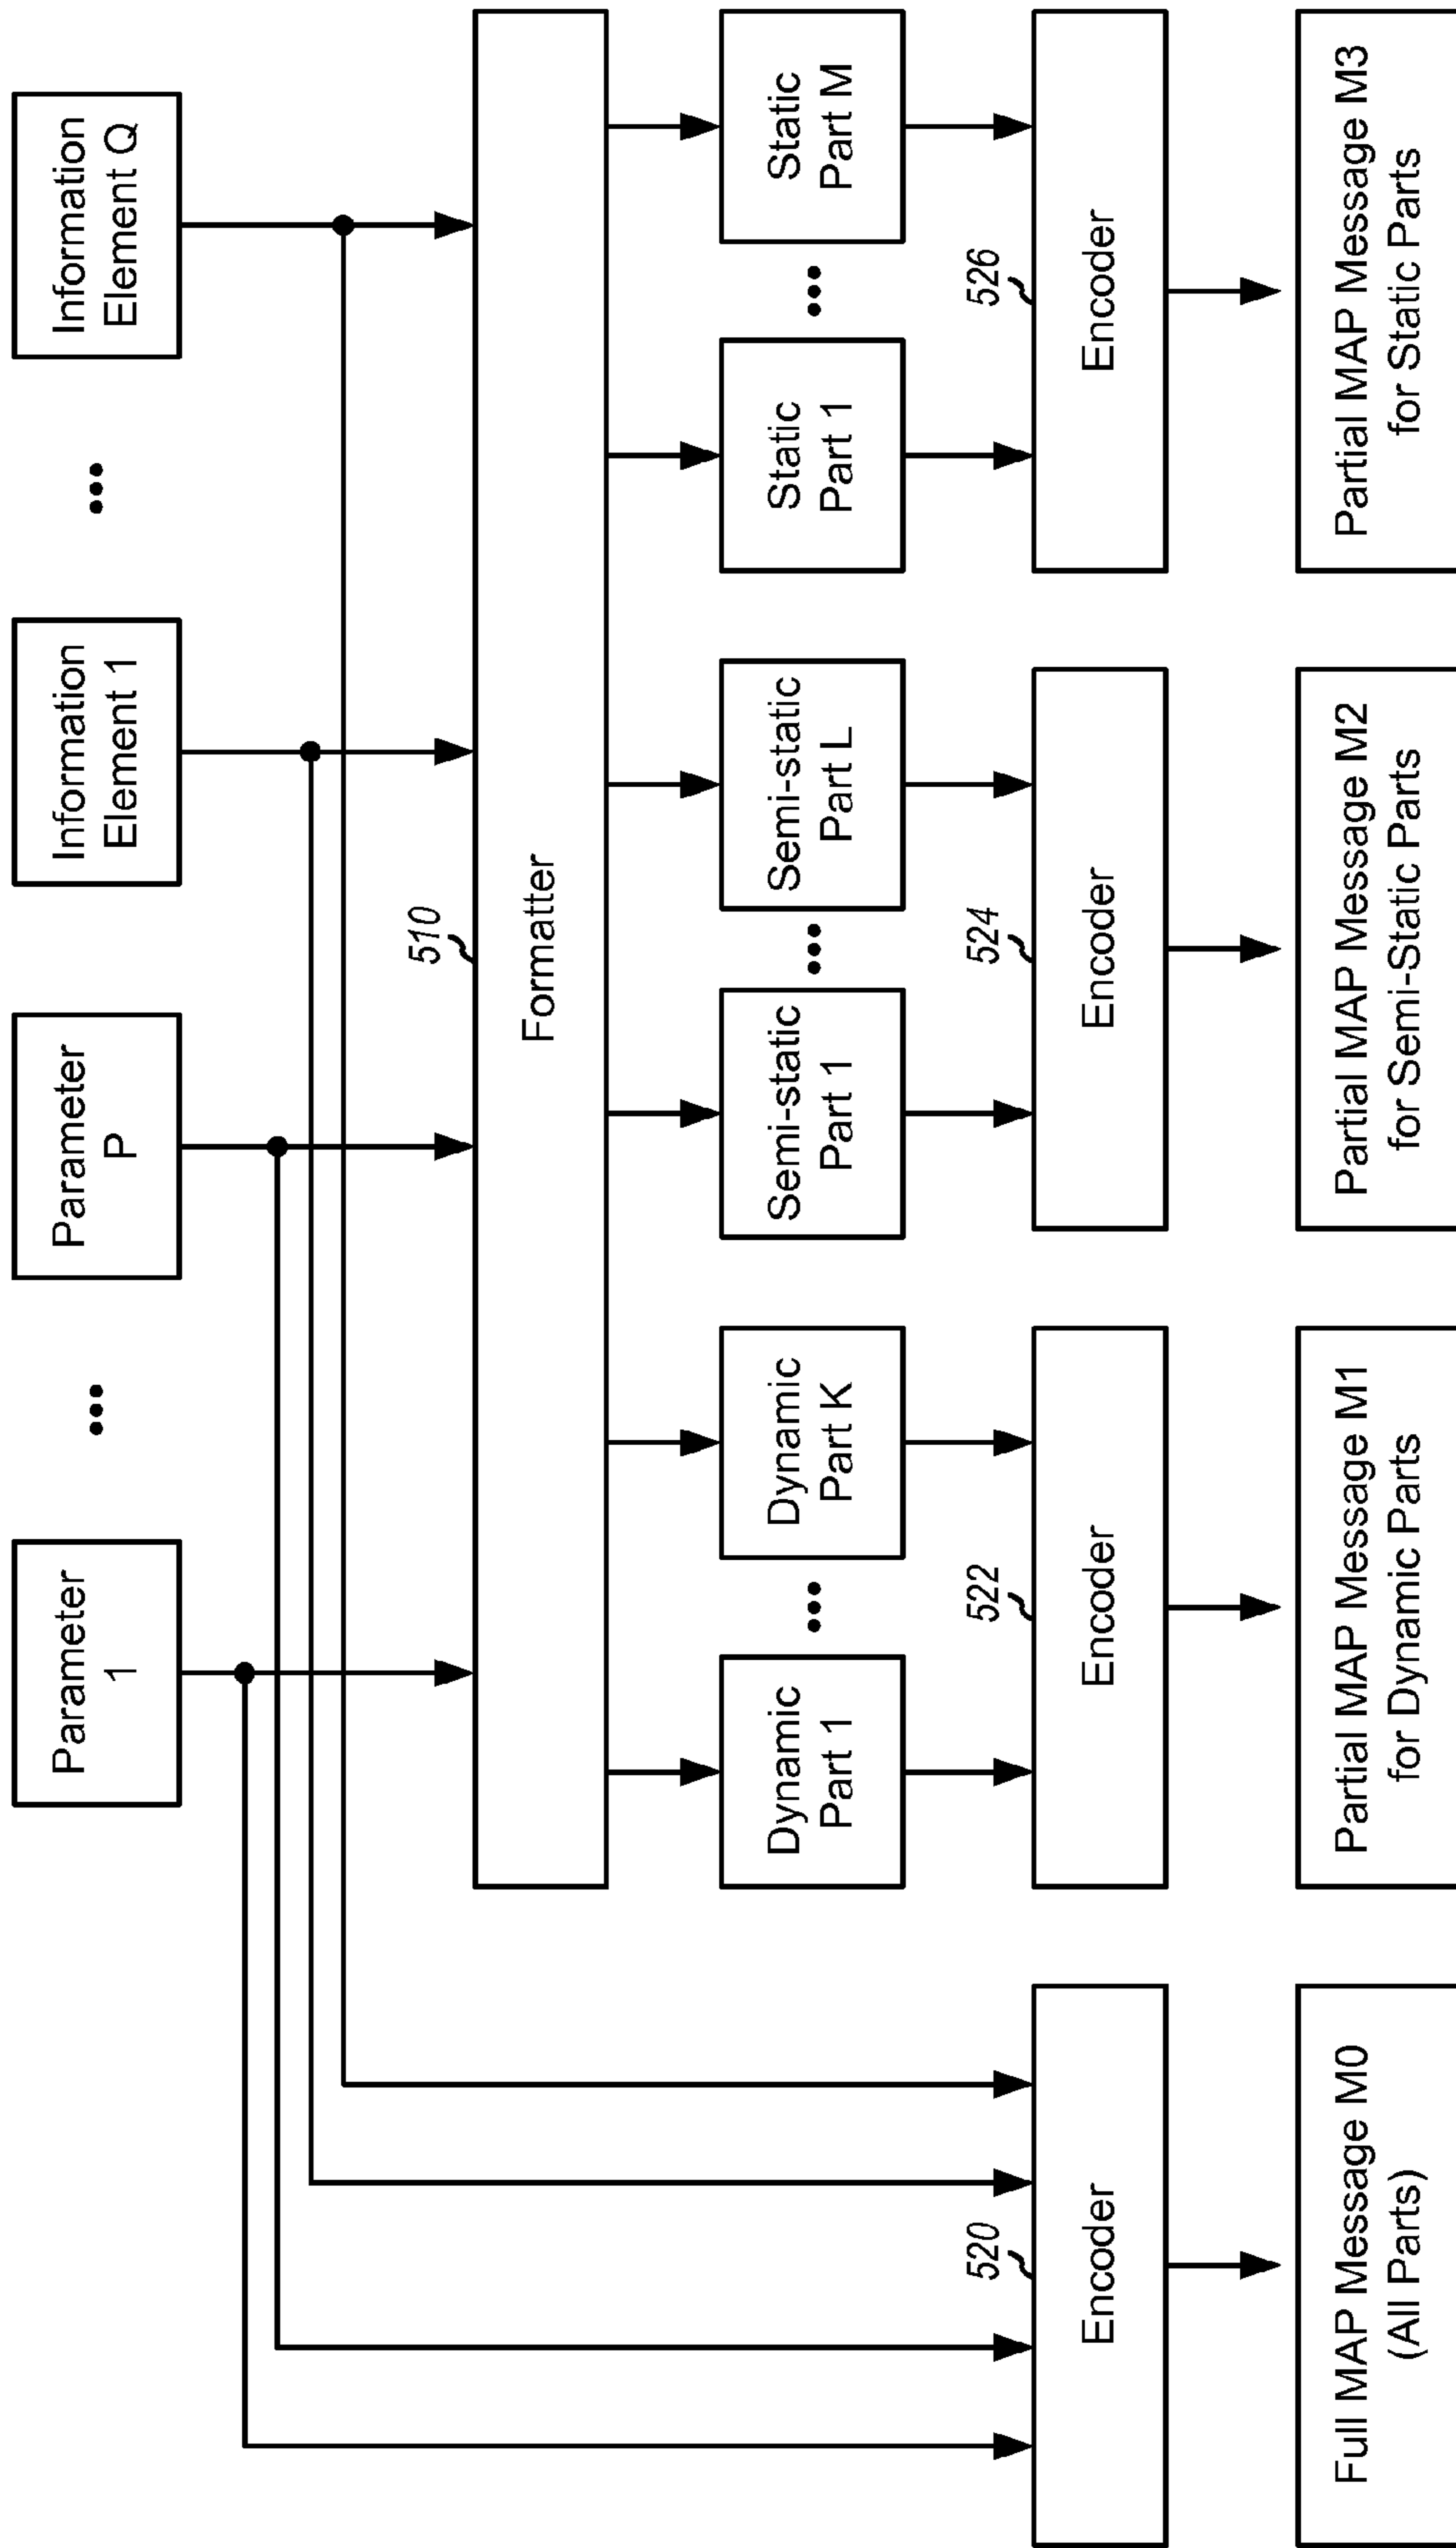 Parameter
1
•••
Parameter
P
Information
Element 1
•••
Information
Element Q
510
Formatter
Dynamic
Part 1
•••
Dynamic
Part K
Semi-static
Part 1
•••
Semi-static
Part L
Static
Part 1
•••
Static
Part M
520
Encoder
522
Encoder
524
Encoder
526
Encoder
Full MAP Message M0
(All Parts)
Partial MAP Message M1
for Dynamic Parts
Partial MAP Message M2
for Semi-Static Parts
Partial MAP Message M3
for Static Parts